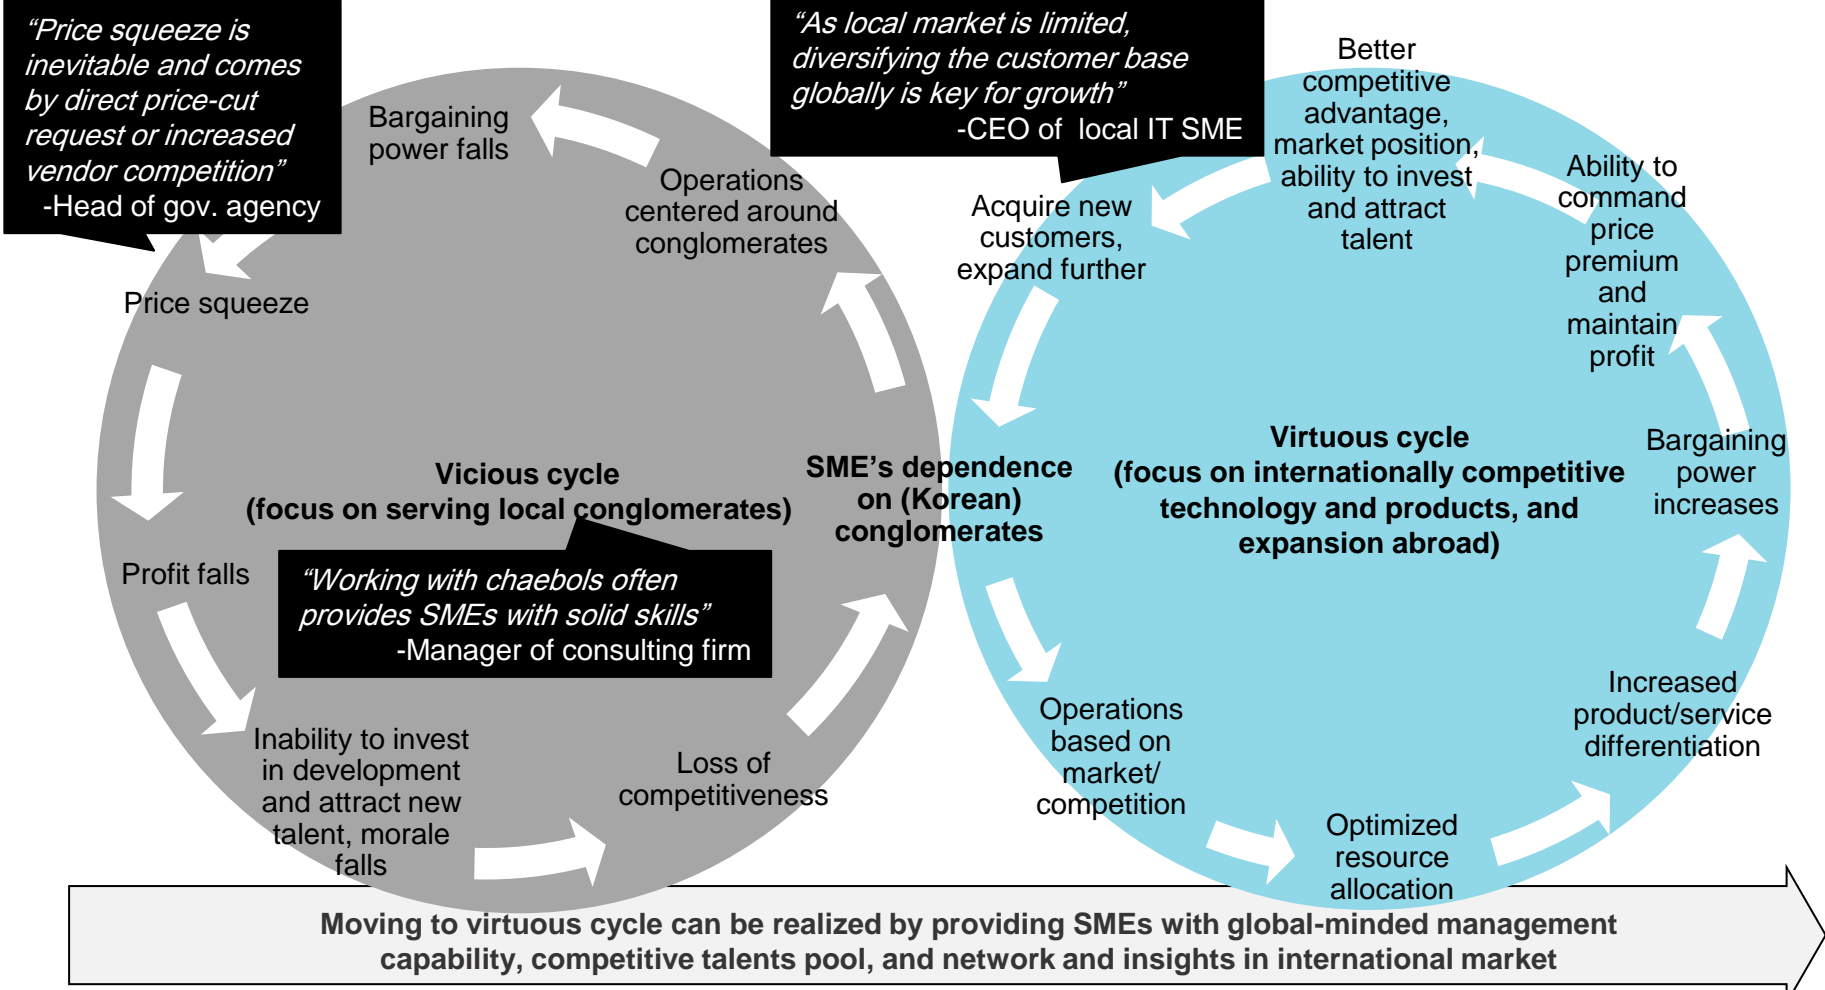 “Price squeeze is
inevitable and comes
by direct price-cut
request or increased
vendor competition”
-Head of gov. agency
Bargaining
power falls
Operations
centered around
conglomerates
Price squeeze
Vicious cycle
(focus on serving local conglomerates)
Profit falls
“Working with chaebols often
provides SMEs with solid skills”
-Manager of consulting firm
Inability to invest
in development
and attract new
talent, morale
falls
Loss of
competitiveness
SME’s dependence
on (Korean)
conglomerates
“As local market is limited,
diversifying the customer base
globally is key for growth”
-CEO of  local IT SME
Better
competitive
advantage,
market position,
ability to invest
and attract
talent
Ability to
command
price
premium
and
maintain
profit
Acquire new
customers,
expand further
Virtuous cycle
(focus on internationally competitive
technology and products, and
expansion abroad)
Bargaining
power
increases
Operations
based on
market/
competition
Increased
product/service
differentiation
Optimized
resource
allocation
Moving to virtuous cycle can be realized by providing SMEs with global-minded management
capability, competitive talents pool, and network and insights in international market